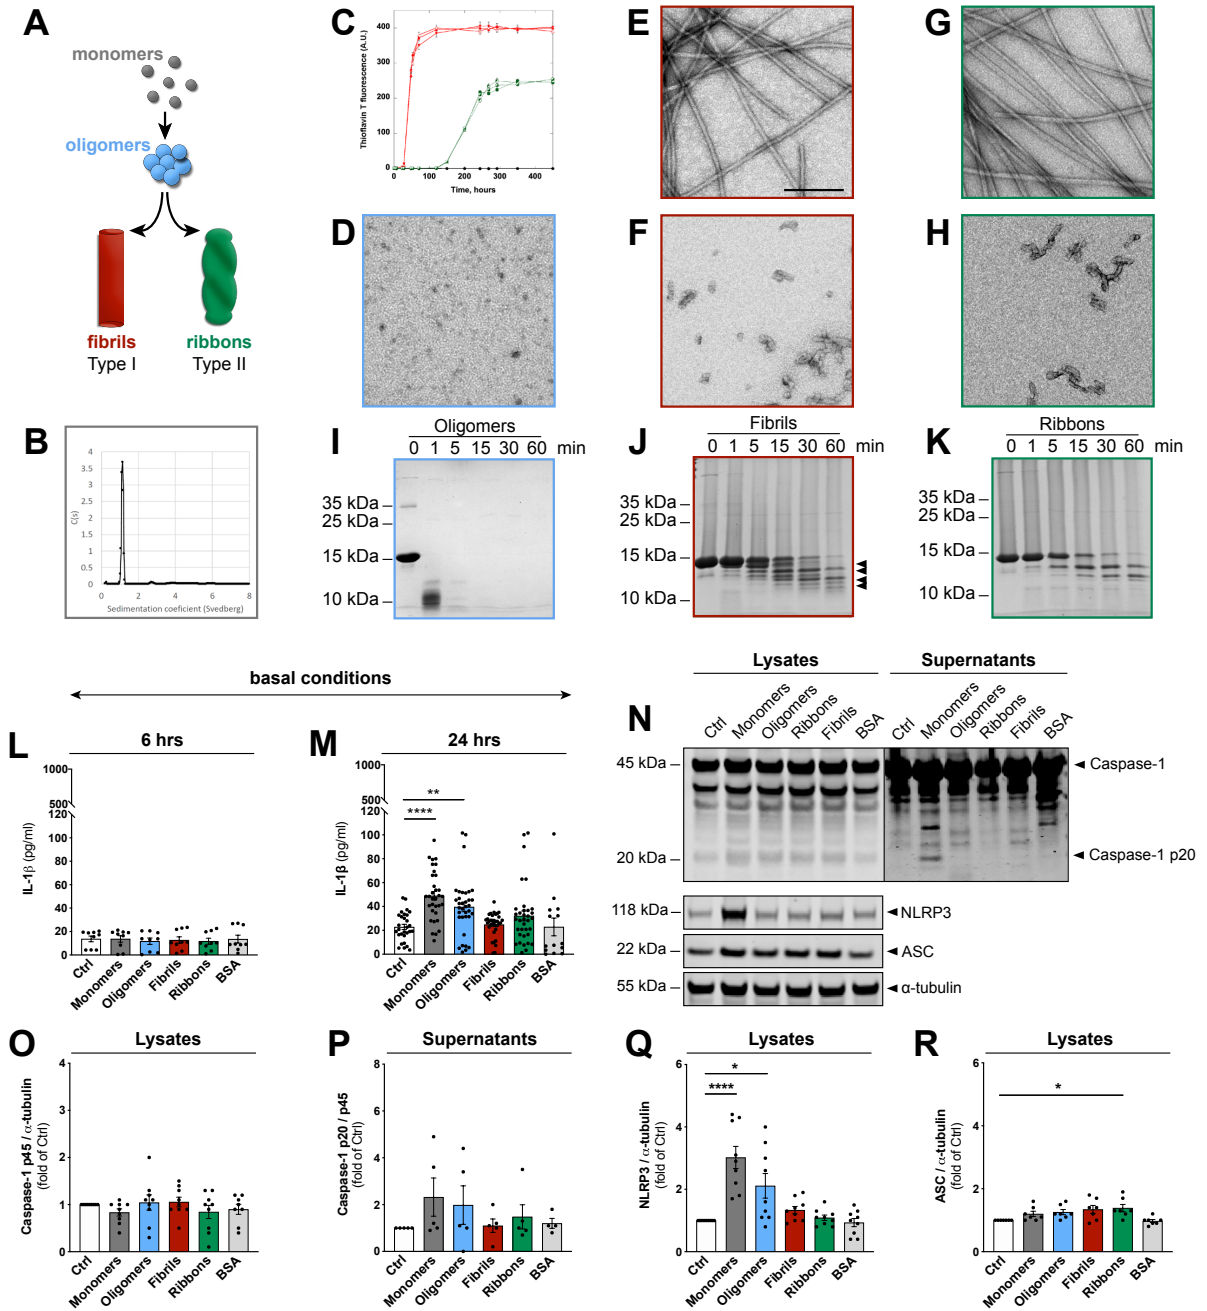 A
monomers
oligomers
fibrils
Type I
ribbons
Type II
B
C(s)
4
3.5
3
2.5
2
1.5
1
0.5
0
0 2 4 6 8
Sedimentation coeficient (Svedberg)
C
Thioflavin T fluorescence (A.U.)
400
300
200
100
0
0 100 200 300 400
Time, hours
D
E
F
G
H
I
Oligomers
0 1 5 15 30 60 min
35 kDa
25 kDa
15 kDa
10 kDa
J
Fibrils
0 1 5 15 30 60 min
35 kDa
25 kDa
15 kDa
10 kDa
K
Ribbons
0 1 5 15 30 60 min
35 kDa
25 kDa
15 kDa
10 kDa
basal conditions
L
6 hrs
IL-1β (pg/ml)
1000
500
120
100
80
60
40
20
0
Ctrl Monomers Oligomers Fibrils Ribbons BSA
M
24 hrs
IL-1β (pg/ml)
1000
500
120
100
80
60
40
20
0
**
****
Ctrl Monomers Oligomers Fibrils Ribbons BSA
N
Lysates Supernatants
Ctrl Monomers Oligomers Ribbons Fibrils BSA Ctrl Monomers Oligomers Ribbons Fibrils BSA
45 kDa Caspase-1
20 kDa Caspase-1 p20
118 kDa NLRP3
22 kDa ASC
55 kDa α-tubulin
O
Lysates
Caspase-1 p45 / α-tubulin
(fold of Ctrl)
4
3
2
1
0
Ctrl Monomers Oligomers Fibrils Ribbons BSA
P
Supernatants
Caspase-1 p20 / p45
(fold of Ctrl)
8
6
4
2
0
Ctrl Monomers Oligomers Fibrils Ribbons BSA
Q
Lysates
NLRP3 / α-tubulin
(fold of Ctrl)
6
4
2
0
*
****
Ctrl Monomers Oligomers Fibrils Ribbons BSA
R
Lysates
ASC / α-tubulin
(fold of Ctrl)
6
4
2
0
*
Ctrl Monomers Oligomers Fibrils Ribbons BSA